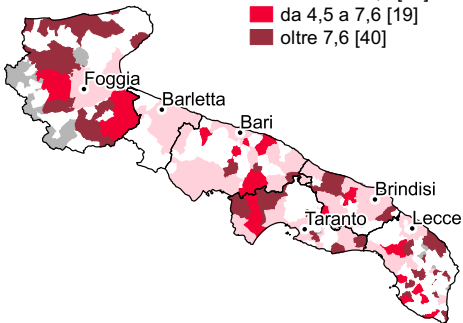 da 4,5 a 7,6 [19]
oltre 7,6 [40]
Foggia
Barletta
Bari
Brindisi
Taranto
Lecce